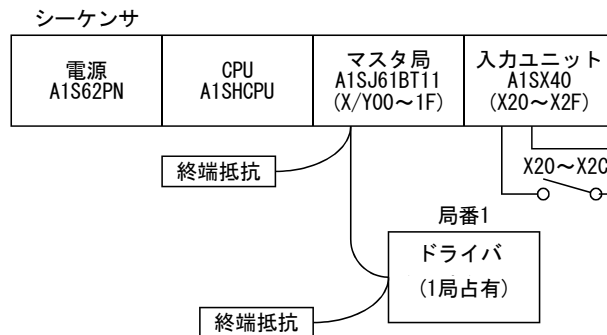 シーケンサ
電源
A1S62PN
CPU
A1SHCPU
マスタ局
A1SJ61BT11
(X/Y00～1F)
入力ユニット
A1SX40
(X20～X2F)
終端抵抗
X20～X2C
局番1
ドライバ
(1局占有)
終端抵抗